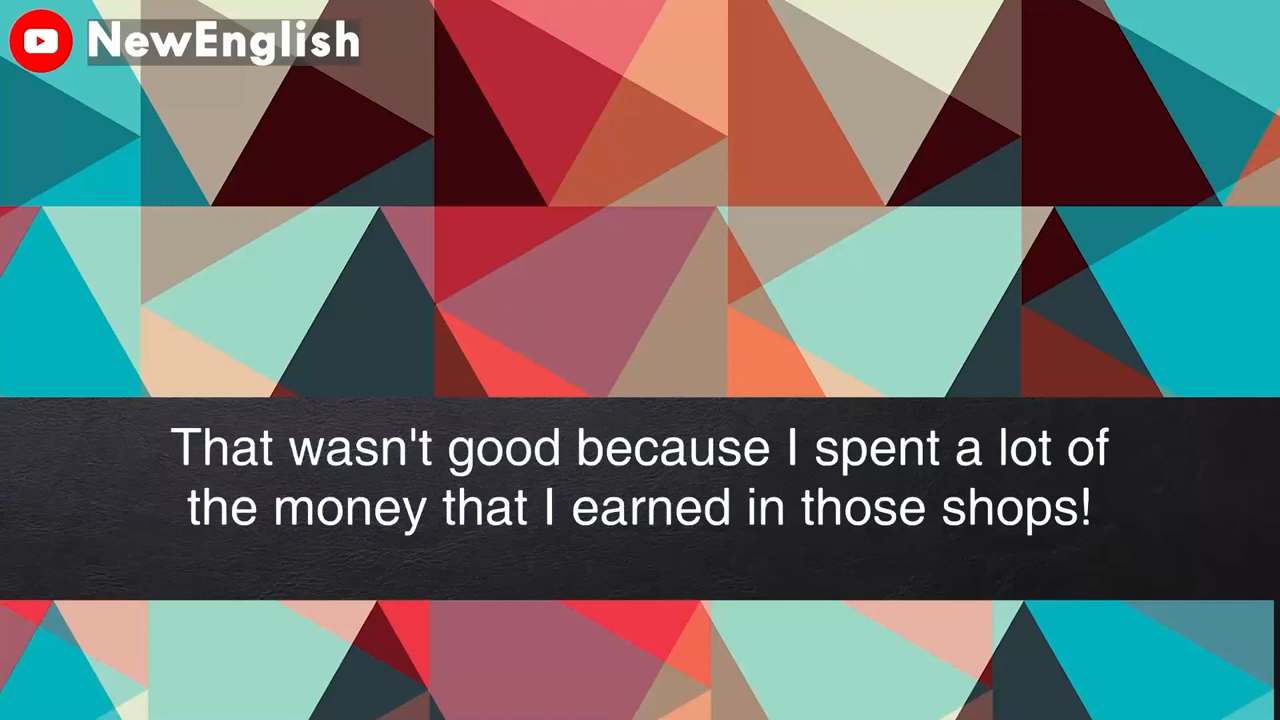 NewEnglish
That wasn't good because I spent a lot of
the money that I earned in those shops!